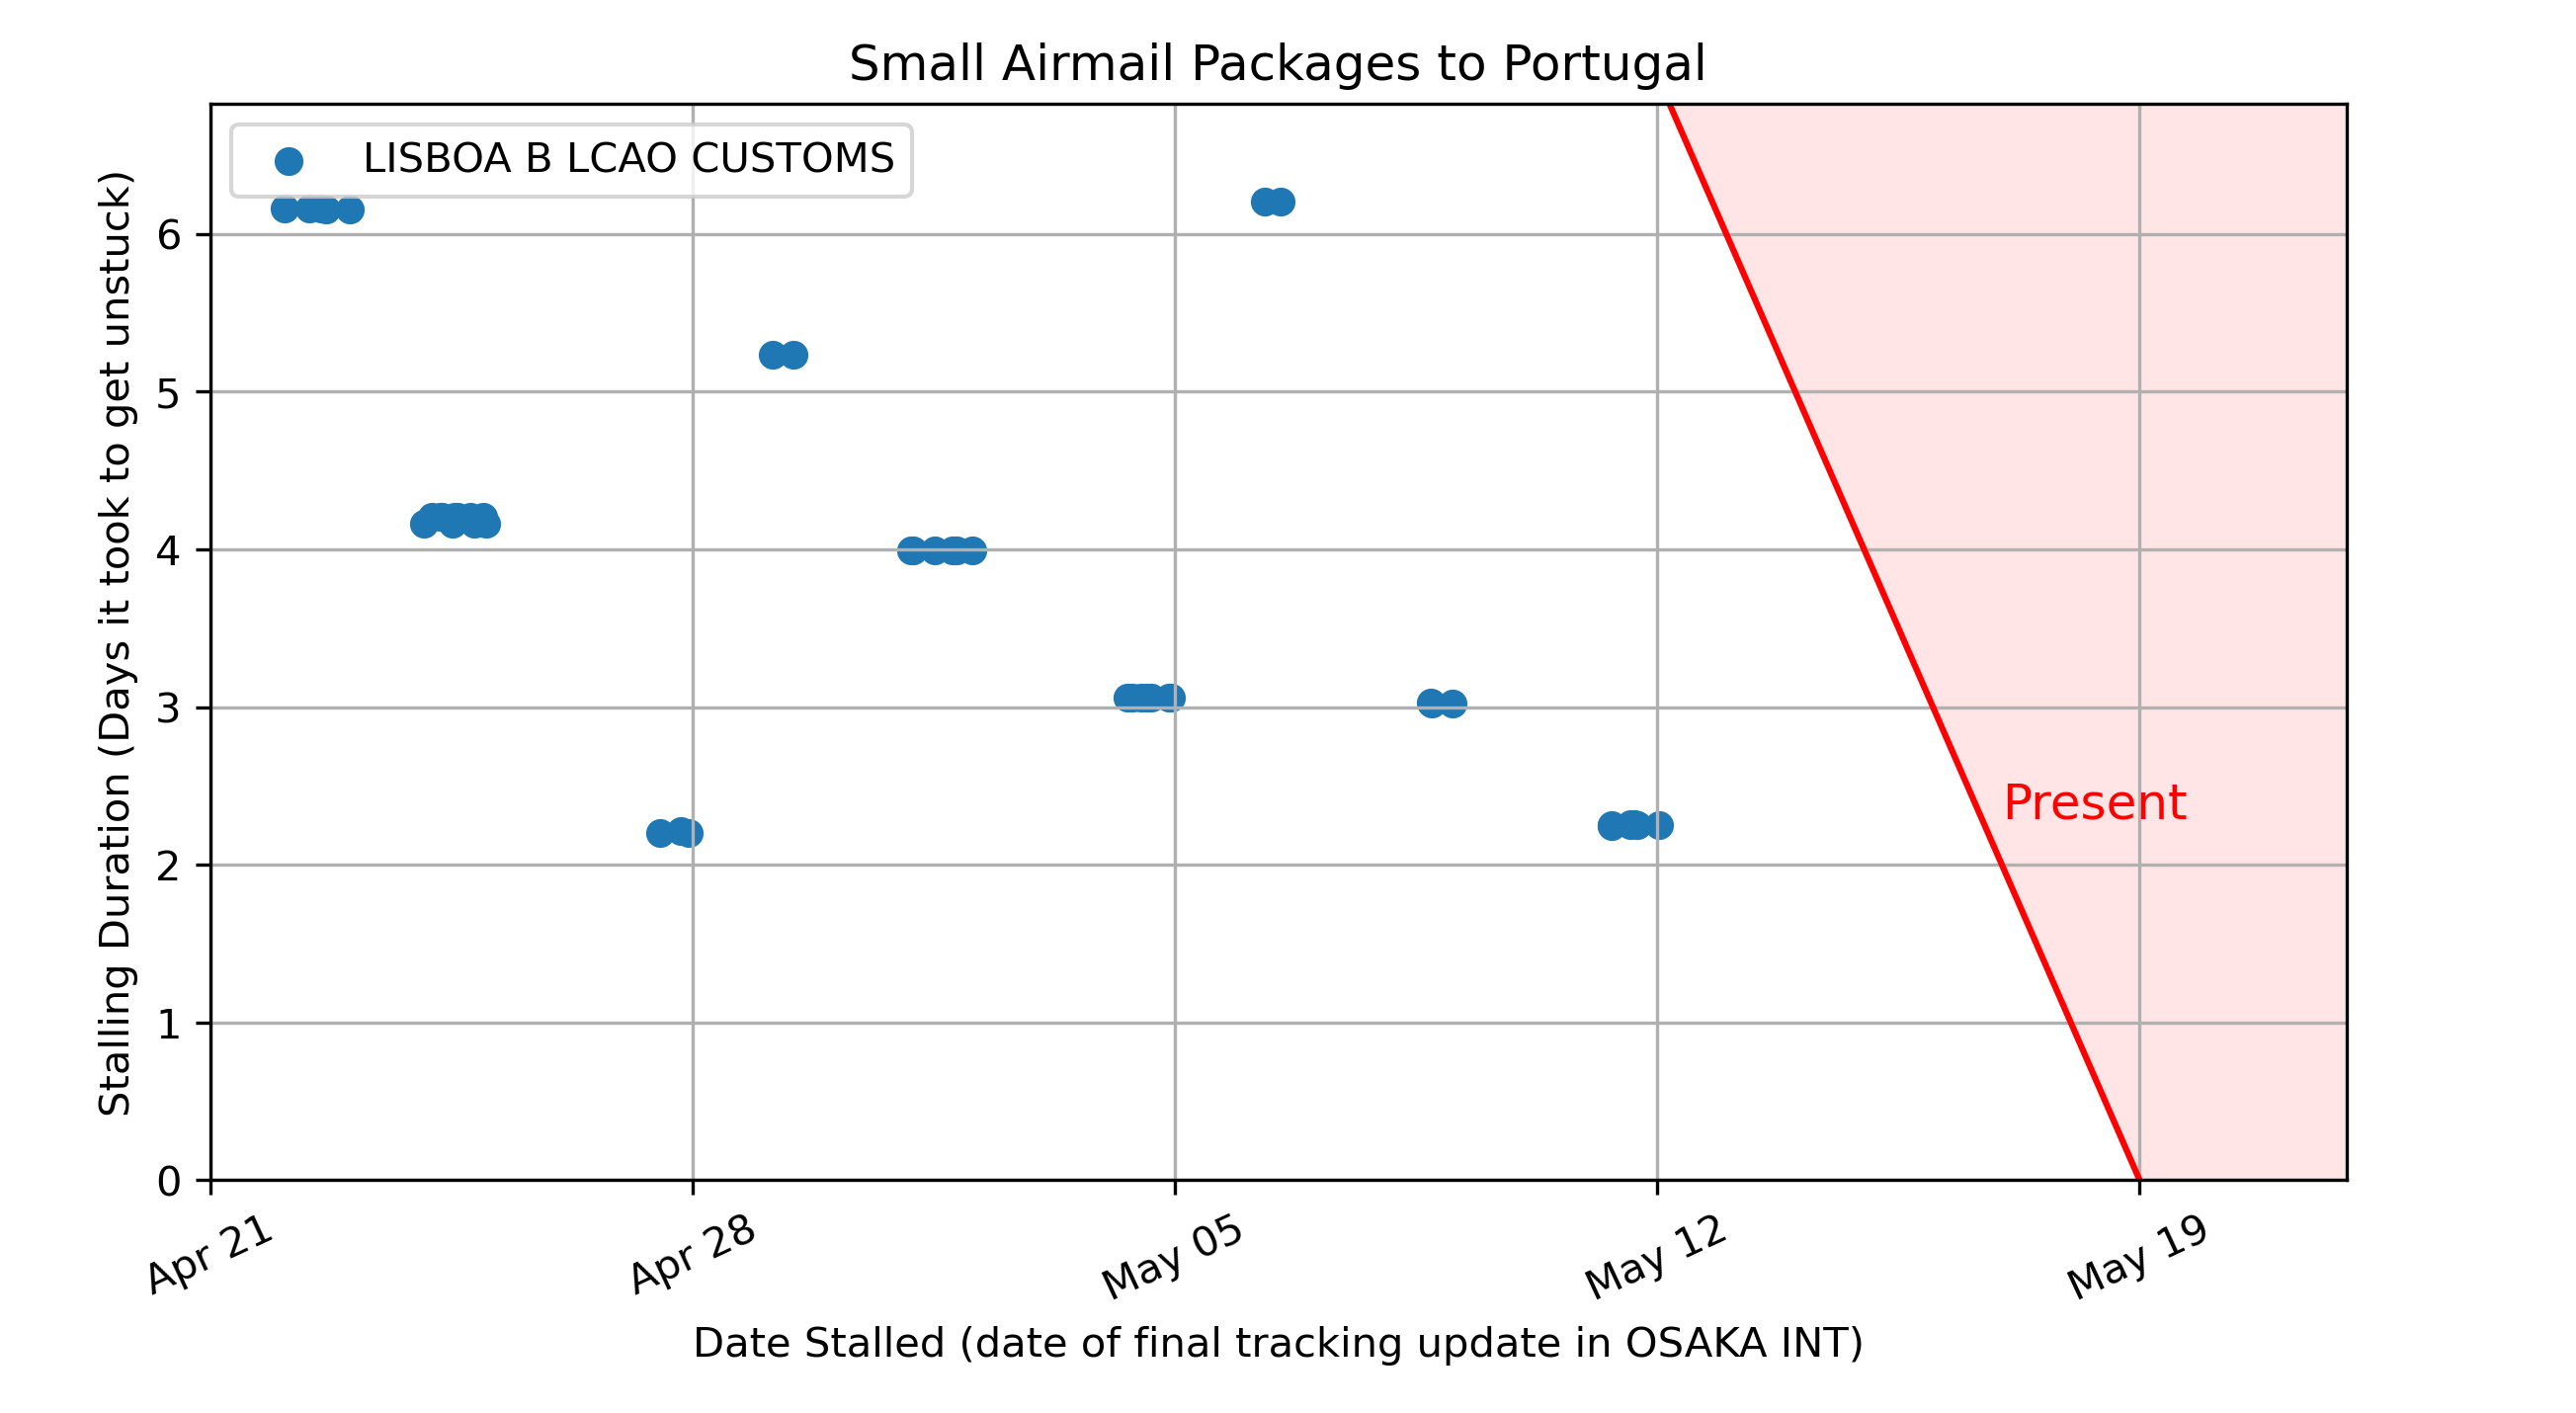 Small Airmail Packages to Portugal
LISBOA B LCAO CUSTOMS
Stalling Duration (Days it took to get unstuck)
6
5
4
3
2
1
0
Present
Apr 21
Apr 28
May 05
May 12
May 19
Date Stalled (date of final tracking update in OSAKA INT)